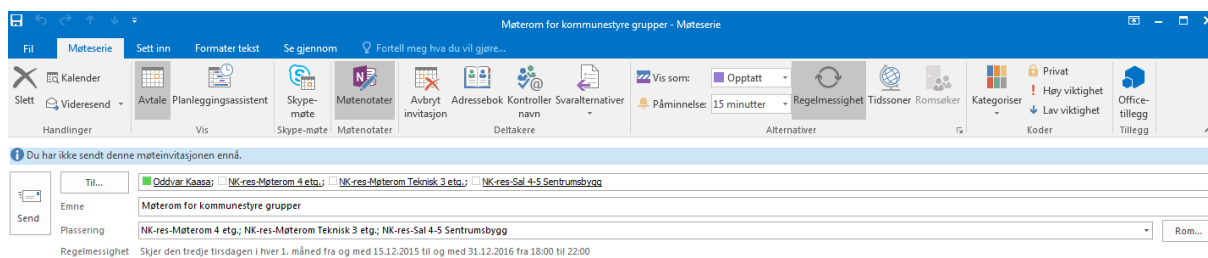 Møterom for kommunestyre grupper - Møteserie
Fil Møteserie Sett inn Formater tekst Se gjennom Fortell meg hva du vil gjøre...
Slett Kalender Videresend Avtale Planleggingsassistent Skype-møte Møtenotater Avbryt invitasjon Adressebok Kontroller navn Svaralternativer Vis som: Opptatt Påminnelse: 15 minutter Regelmessighet Tidssoner Romsøker Kategoriser Privat Høy viktighet Lav viktighet Office-tillegg
Handlinger Vis Skype-møte Møtenotater Deltakere Alternativer Koder Tillegg
Du har ikke sendt denne møteinvitasjonen ennå.
Send
Til... Oddvar Kaasa; NK-res-Møterom 4 etg.; NK-res-Møterom Teknisk 3 etg.; NK-res-Sal 4-5 Sentrumsbygg
Emne Møterom for kommunestyre grupper
Plassering NK-res-Møterom 4 etg.; NK-res-Møterom Teknisk 3 etg.; NK-res-Sal 4-5 Sentrumsbygg Rom...
Regelmessighet Skjer den tredje tirsdagen i hver 1. måned fra og med 15.12.2015 til og med 31.12.2016 fra 18:00 til 22:00